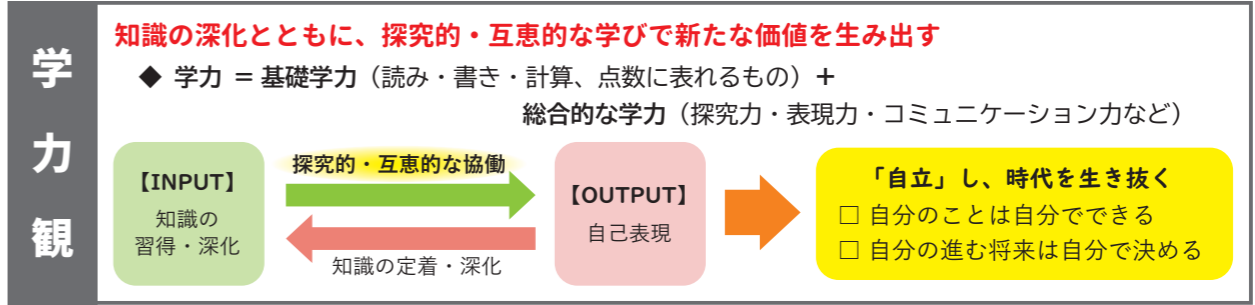 学力観
知識の深化とともに、探究的・互恵的な学びで新たな価値を生み出す
◆ 学力 = 基礎学力（読み・書き・計算、点数に表れるもの）+
総合的な学力（探究力・表現力・コミュニケーション力など）
【INPUT】
知識の
習得・深化
探究的・互恵的な協働
知識の定着・深化
【OUTPUT】
自己表現
「自立」し、時代を生き抜く
□ 自分のことは自分でできる
□ 自分の進む将来は自分で決める